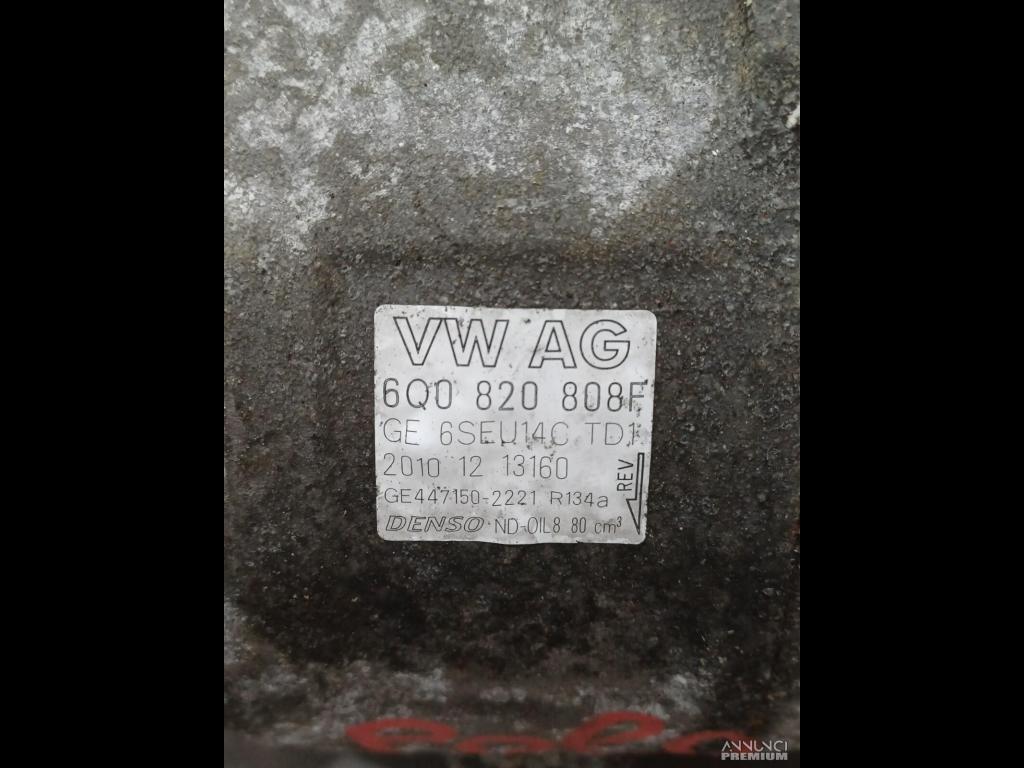 VW AG
6Q0 820 808F
GE 6SEU14C TD1
2010 12 13160
REV
GE447150-2221 R134a
DENSO ND-OIL8 80 cm³
ANNUNCI
PREMIUM